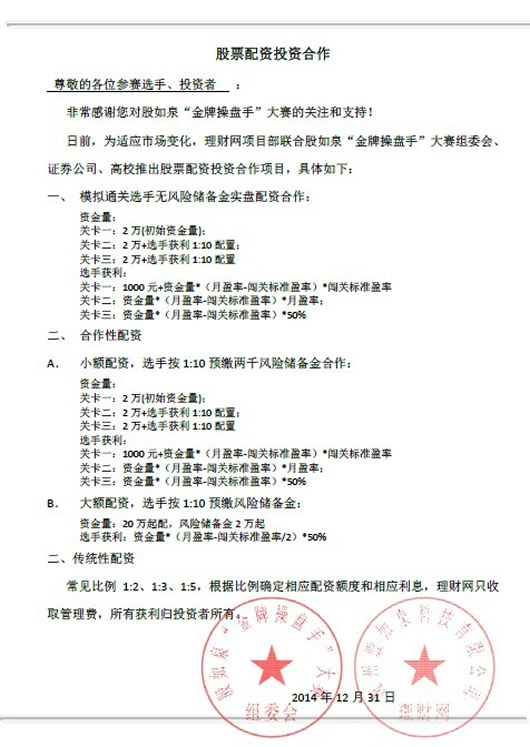 股票配资投资合作
尊敬的各位参赛选手、投资者 ：
非常感谢您对股如泉“金牌操盘手”大赛的关注和支持！
日前，为适应市场变化，理财网项目部联合股如泉“金牌操盘手”大赛组委会、
证券公司、高校推出股票配资投资合作项目，具体如下：
一、 模拟通关选手无风险储备金实盘配资合作：
资金量：
关卡一：2 万(初始资金量)；
关卡二：2 万+选手获利 1:10 配置；
关卡三：2 万+选手获利 1:10 配置
选手获利：
关卡一：1000 元+资金量*（月盈率-闯关标准盈率）*闯关标准盈率
关卡二：资金量*（月盈率-闯关标准盈率）*月盈率；
关卡三：资金量*（月盈率-闯关标准盈率）*50%
二、 合作性配资
A. 小额配资，选手按 1:10 预缴两千风险储备金合作：
资金量：
关卡一：2 万(初始资金量)；
关卡二：2 万+选手获利 1:10 配置；
关卡三：2 万+选手获利 1:10 配置
选手获利：
关卡一：1000 元+资金量*（月盈率-闯关标准盈率）*闯关标准盈率
关卡二：资金量*（月盈率-闯关标准盈率）*月盈率；
关卡三：资金量*（月盈率-闯关标准盈率）*50%
B. 大额配资，选手按 1:10 预缴风险储备金：
资金量：20 万起配，风险储备金 2 万起
选手获利：资金量*（月盈率-闯关标准盈率/2）*50%
二、传统性配资
常见比例 1:2、1:3、1:5，根据比例确定相应配资额度和相应利息，理财网只收
取管理费，所有获利归投资者所有。
股如泉“金牌操盘手”大赛
组委会
州股如泉科技有限公司
理财网
2014 年 12 月 31 日